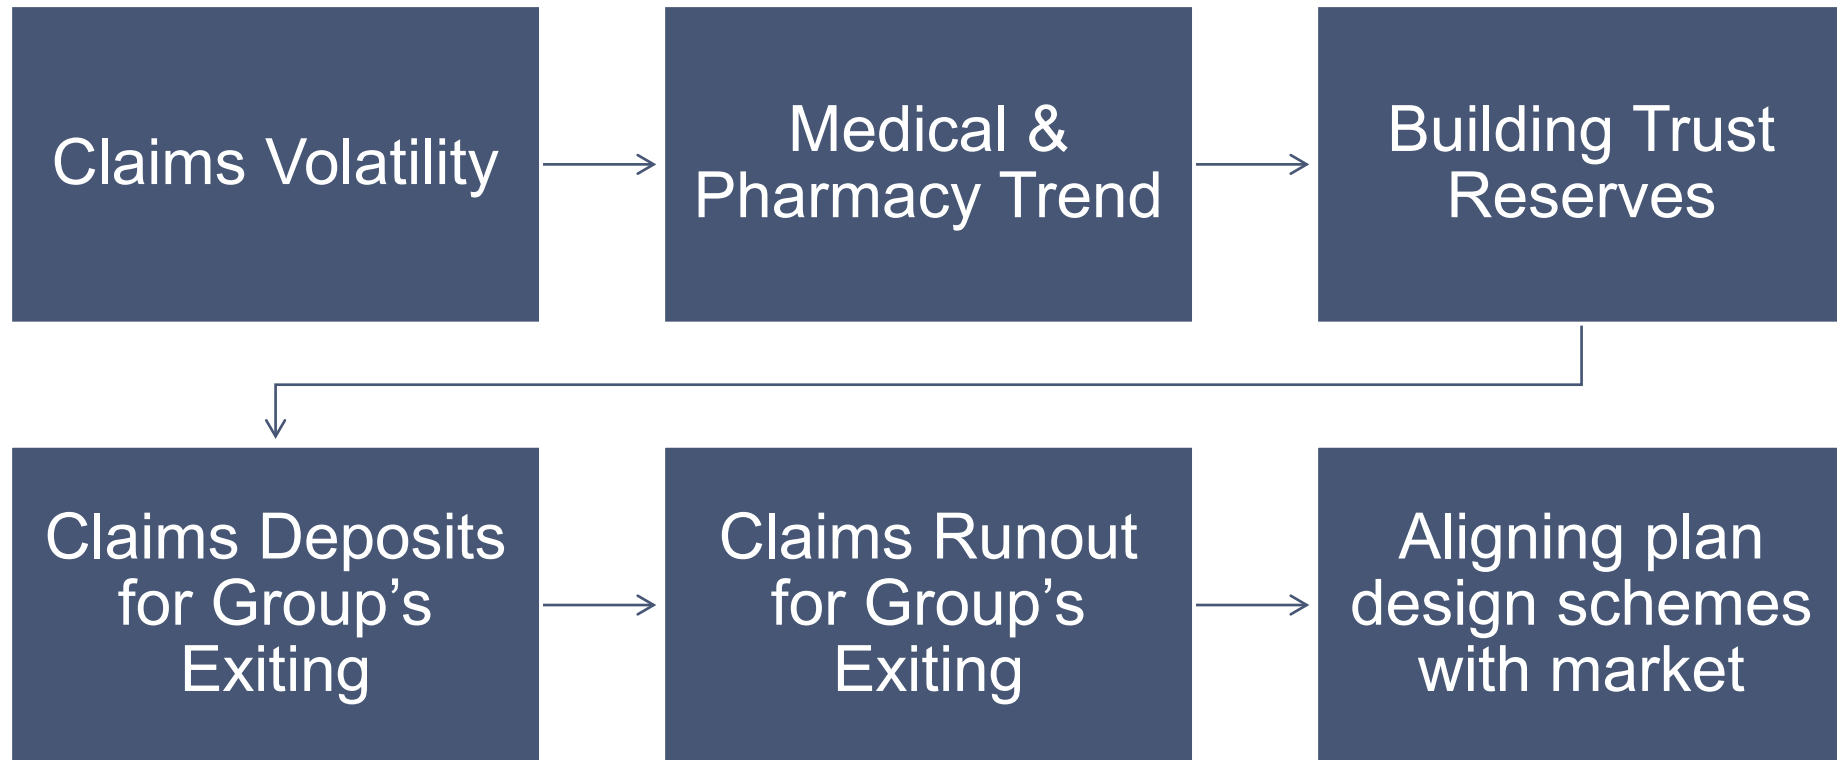 Claims Volatility
Medical &
Pharmacy Trend
Building Trust
Reserves
Claims Deposits
for Group’s
Exiting
Claims Runout
for Group’s
Exiting
Aligning plan
design schemes
with market